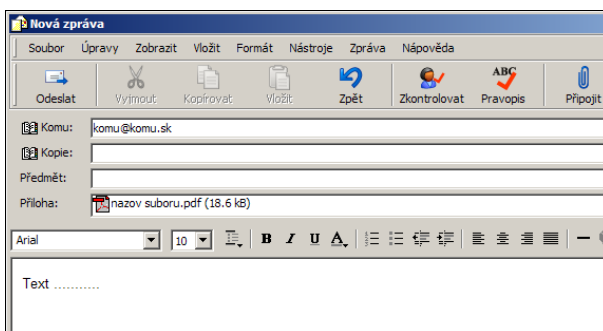 Nová zpráva
Soubor Úpravy Zobrazit Vložit Formát Nástroje Zpráva Nápověda
Odeslat Vyjmout Kopírovat Vložit Zpět Zkontrolovat ABC Pravopis Připojit
Komu: komu@komu.sk
Kopie:
Předmět:
Příloha: nazov suboru.pdf (18.6 kB)
Arial 10 B I U A
Text ...........